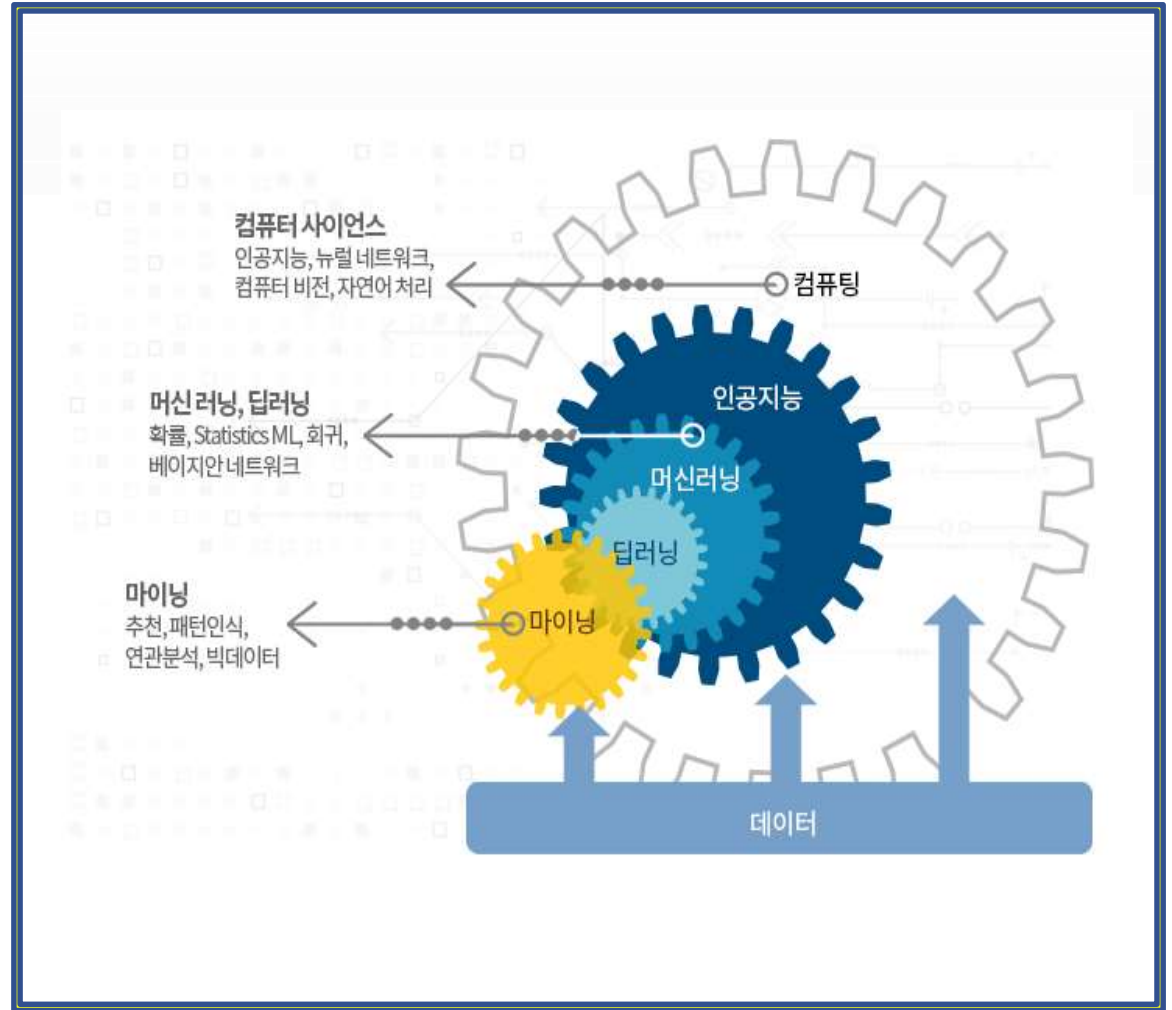 컴퓨터 사이언스
인공지능, 뉴럴 네트워크,
컴퓨터 비전, 자연어 처리
컴퓨팅
인공지능
머신 러닝, 딥러닝
확률, Statistics ML, 회귀,
베이지안 네트워크
머신러닝
딥러닝
마이닝
추천, 패턴인식,
연관분석, 빅데이터
마이닝
데이터